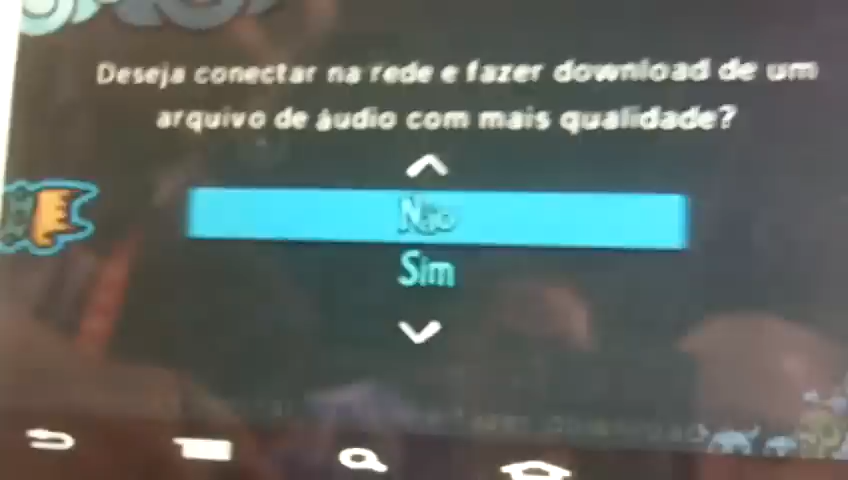 Deseja conectar na rede e fazer download de um
arquivo de áudio com mais qualidade?
Não
Sim